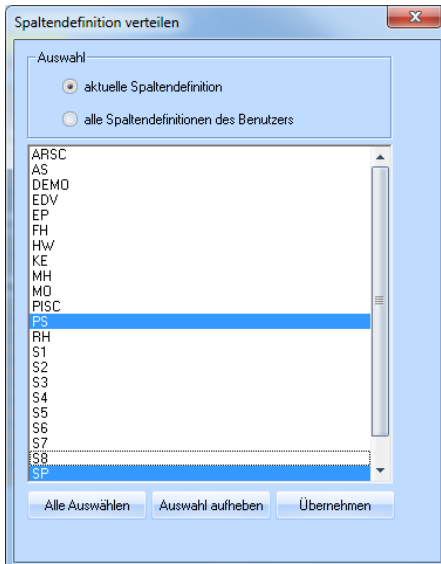 Spaltendefinition verteilen
Auswahl
aktuelle Spaltendefinition
alle Spaltendefinitionen des Benutzers
ARSC
AS
DEMO
EDV
EP
FH
HW
KE
MH
MO
PISC
PS
RH
S1
S2
S3
S4
S5
S6
S7
S8
SP
Alle Auswählen Auswahl aufheben Übernehmen